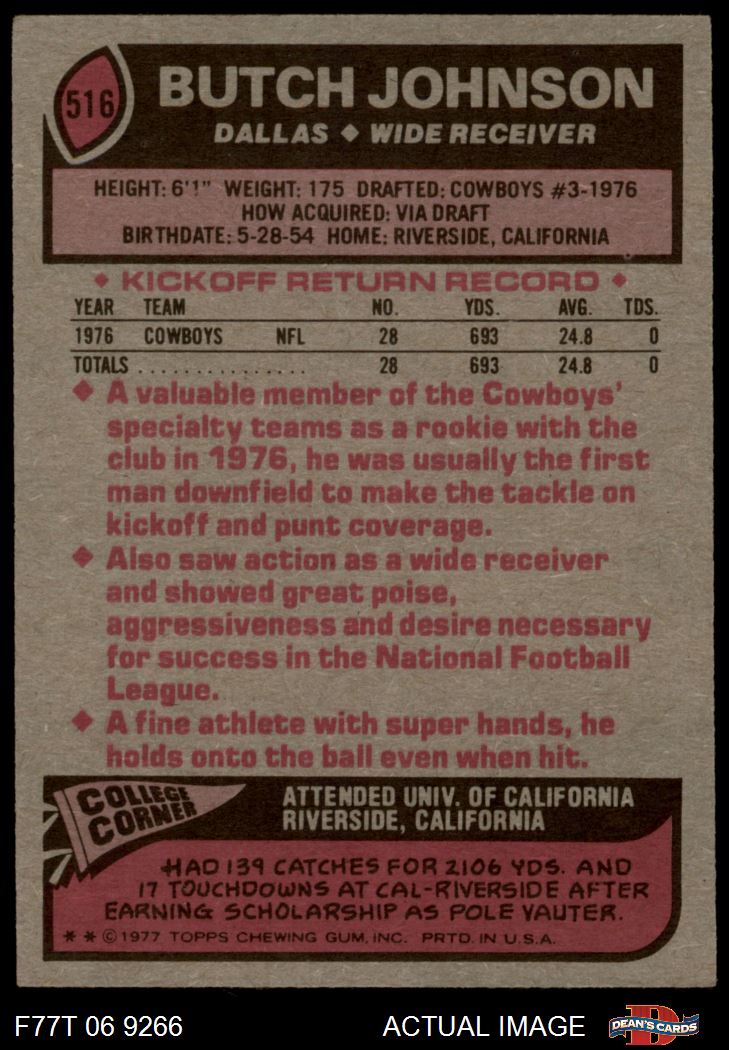 516
BUTCH JOHNSON
DALLAS ◆ WIDE RECEIVER
HEIGHT: 6'1" WEIGHT: 175 DRAFTED: COWBOYS #3-1976
HOW ACQUIRED: VIA DRAFT
BIRTHDATE: 5-28-54 HOME: RIVERSIDE, CALIFORNIA
◆ KICKOFF RETURN RECORD ◆
YEAR TEAM NO. YDS. AVG. TDS.
1976 COWBOYS NFL 28 693 24.8 0
TOTALS . . . . . . . . . . . . . . . 28 693 24.8 0
◆ A valuable member of the Cowboys'
specialty teams as a rookie with the
club in 1976, he was usually the first
man downfield to make the tackle on
kickoff and punt coverage.
◆ Also saw action as a wide receiver
and showed great poise,
aggressiveness and desire necessary
for success in the National Football
League.
◆ A fine athlete with super hands, he
holds onto the ball even when hit.
COLLEGE
CORNER
ATTENDED UNIV. OF CALIFORNIA
RIVERSIDE, CALIFORNIA
HAD 139 CATCHES FOR 2106 YDS. AND
17 TOUCHDOWNS AT CAL-RIVERSIDE AFTER
EARNING SCHOLARSHIP AS POLE VAUTER.
* * © 1977 TOPPS CHEWING GUM, INC. PRTD. IN U.S.A.
F77T 06 9266 ACTUAL IMAGE
D
DEAN'S CARDS